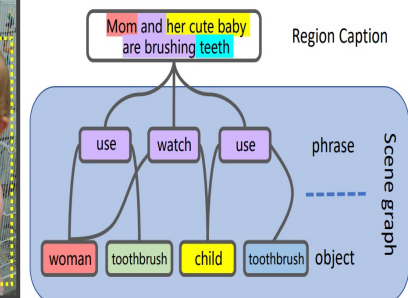 Mom and her cute baby
are brushing teeth
Region Caption
use watch use phrase
Scene graph
woman toothbrush child toothbrush object